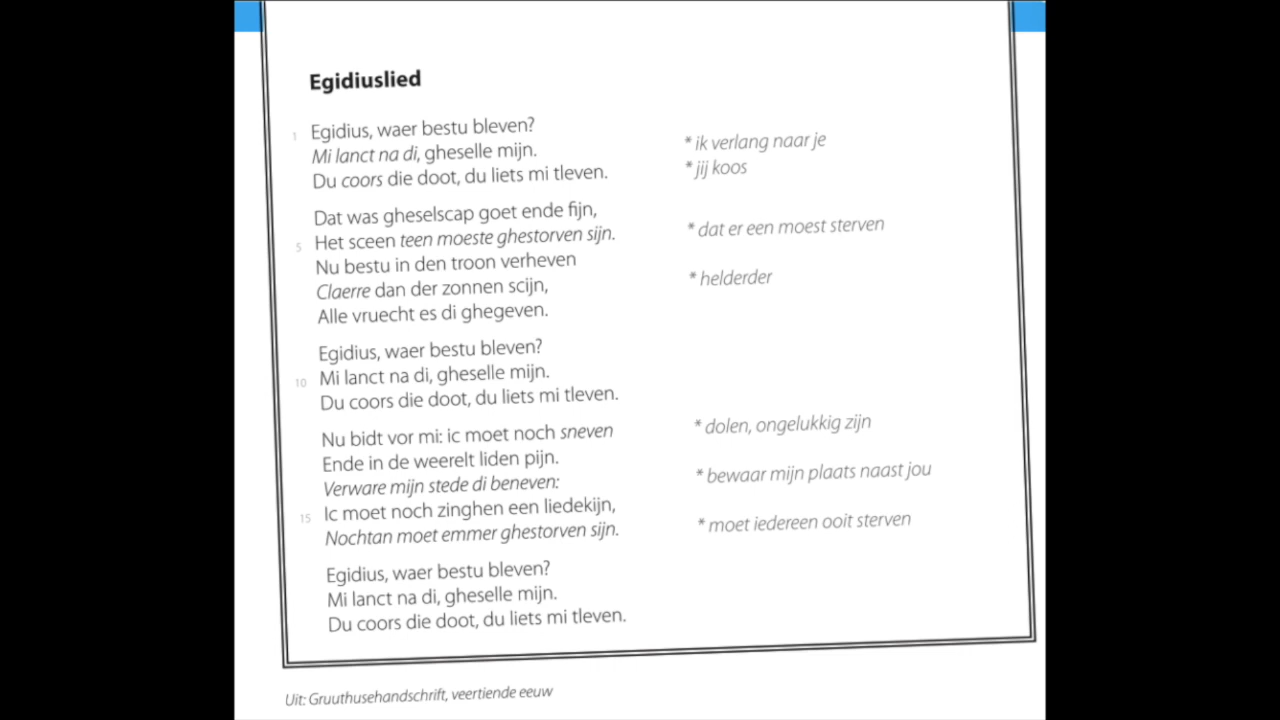 Egidiuslied
1 Egidius, waer bestu bleven?
Mi lanct na di, gheselle mijn. * ik verlang naar je
Du coors die doot, du liets mi tleven. * jij koos
Dat was gheselscap goet ende fijn,
5 Het sceen teen moeste ghestorven sijn. * dat er een moest sterven
Nu bestu in den troon verheven
Claerre dan der zonnen scijn, * helderder
Alle vruecht es di ghegeven.
Egidius, waer bestu bleven?
10 Mi lanct na di, gheselle mijn.
Du coors die doot, du liets mi tleven.
Nu bidt vor mi: ic moet noch sneven * dolen, ongelukkig zijn
Ende in de weerelt liden pijn.
Verware mijn stede di beneven: * bewaar mijn plaats naast jou
15 Ic moet noch zinghen een liedekijn,
Nochtan moet emmer ghestorven sijn. * moet iedereen ooit sterven
Egidius, waer bestu bleven?
Mi lanct na di, gheselle mijn.
Du coors die doot, du liets mi tleven.
Uit: Gruuthusehandschrift, veertiende eeuw